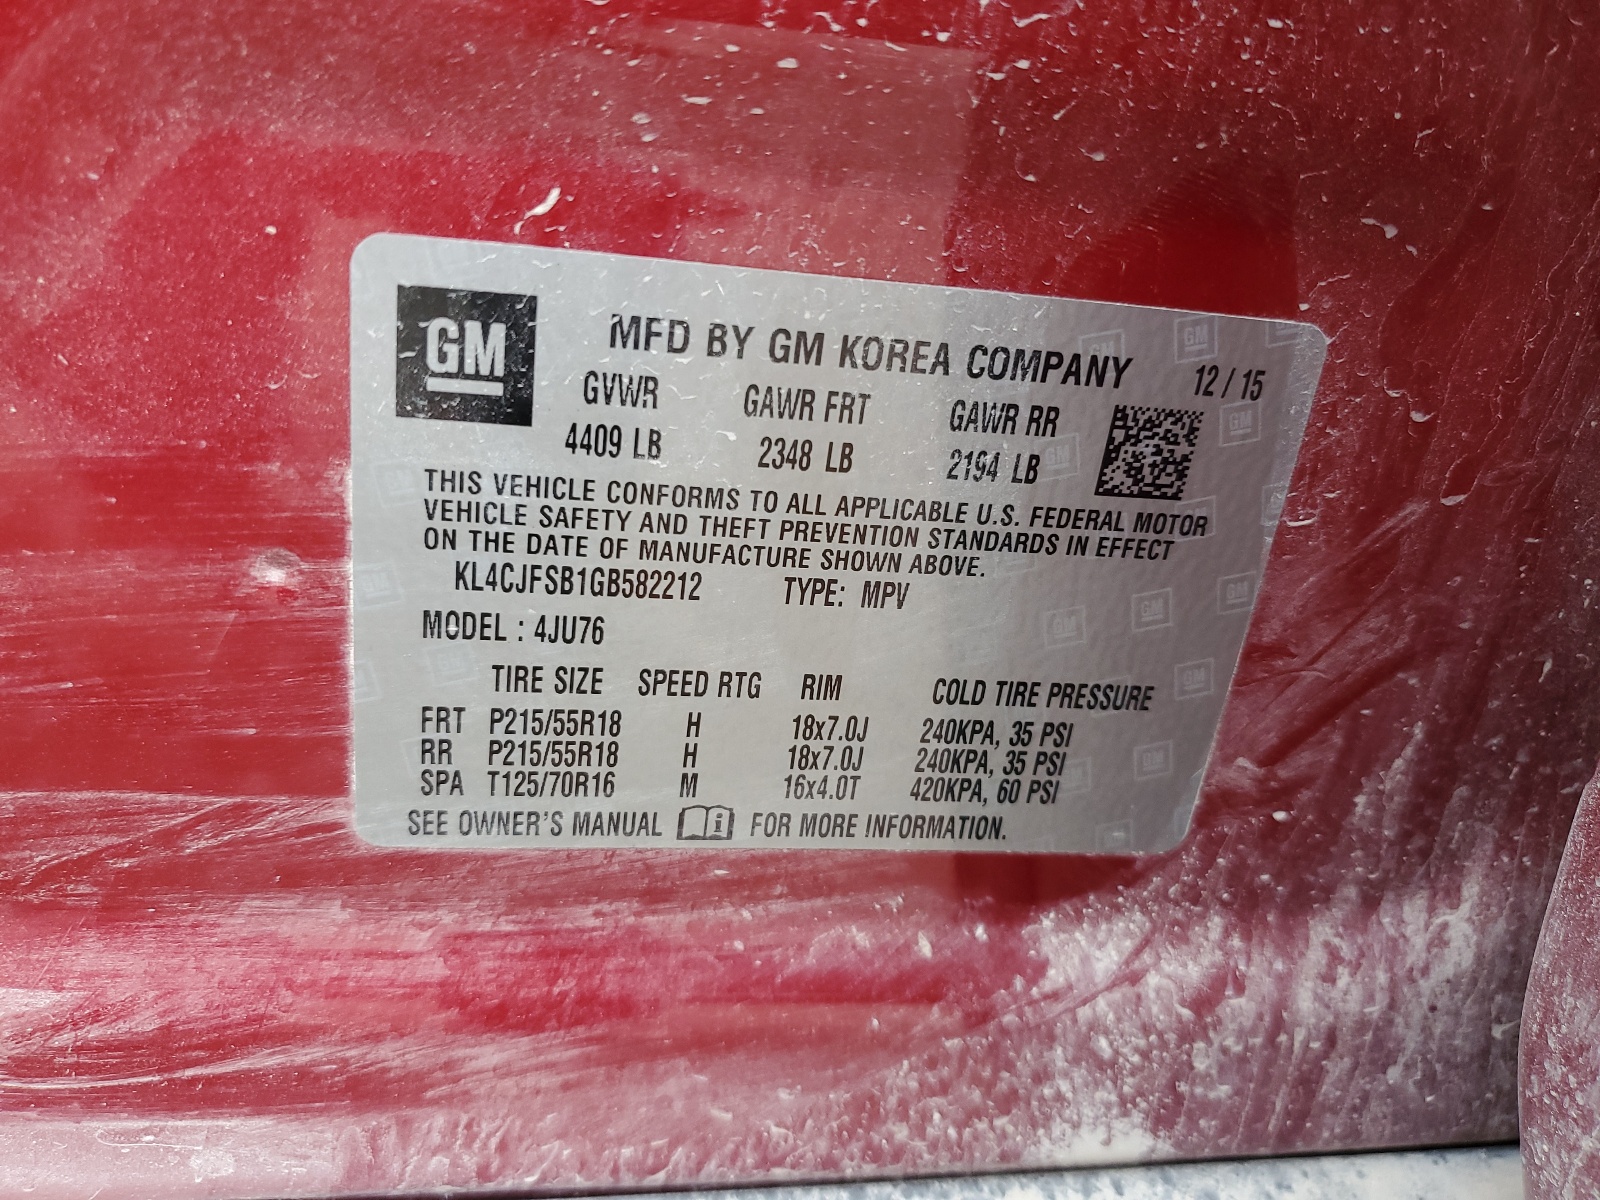 GM
MFD BY GM KOREA COMPANY 12 / 15
GVWR GAWR FRT GAWR RR
4409 LB 2348 LB 2194 LB
THIS VEHICLE CONFORMS TO ALL APPLICABLE U.S. FEDERAL MOTOR
VEHICLE SAFETY AND THEFT PREVENTION STANDARDS IN EFFECT
ON THE DATE OF MANUFACTURE SHOWN ABOVE.
KL4CJFSB1GB582212 TYPE: MPV
MODEL : 4JU76
TIRE SIZE SPEED RTG RIM COLD TIRE PRESSURE
FRT P215/55R18 H 18x7.0J 240KPA, 35 PSI
RR P215/55R18 H 18x7.0J 240KPA, 35 PSI
SPA T125/70R16 M 16x4.0T 420KPA, 60 PSI
SEE OWNER'S MANUAL i FOR MORE INFORMATION.